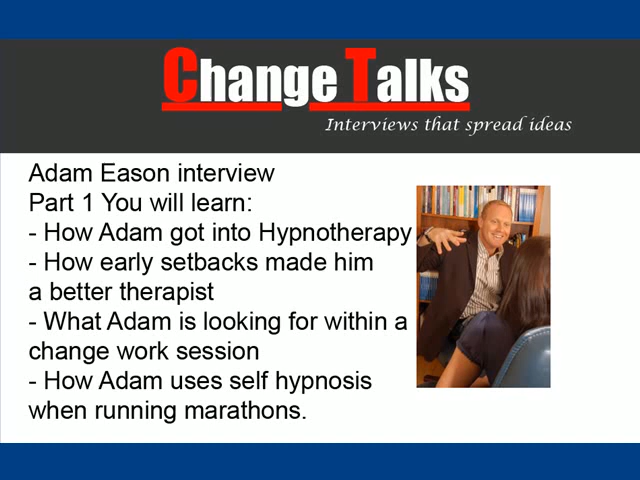 Change Talks
Interviews that spread ideas
Adam Eason interview
Part 1 You will learn:
- How Adam got into Hypnotherapy
- How early setbacks made him
a better therapist
- What Adam is looking for within a
change work session
- How Adam uses self hypnosis
when running marathons.